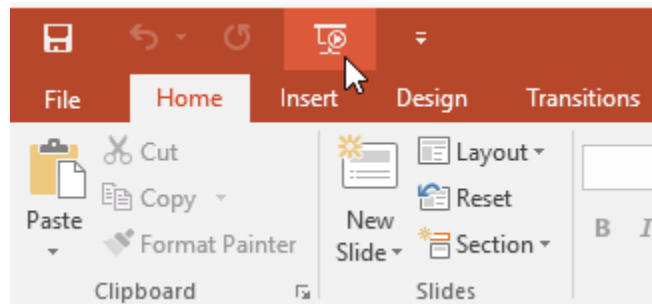 File Home Insert Design Transitions
Cut Layout
Copy Reset
Paste New
Format Painter Slide Section B I
Clipboard Slides